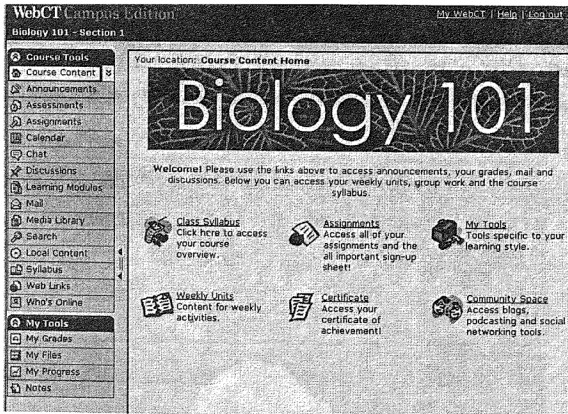 WebCT Campus Edition
My WebCT | Help | Log out
Biology 101 - Section 1
Course Tools
Course Content
Announcements
Assessments
Assignments
Calendar
Chat
Discussions
Learning Modules
Mail
Media Library
Search
Local Content
Syllabus
Web Links
Who's Online
My Tools
My Grades
My Files
My Progress
Notes
Your location: Course Content Home
Biology 101
Welcome! Please use the links above to access announcements, your grades, mail and
discussions. Below you can access your weekly units, group work and the course
syllabus.
Class Syllabus
Click here to access
your course
overview.
Assignments
Access all of your
assignments and the
all important sign-up
sheet!
My Tools
Tools specific to your
learning style.
Weekly Units
Content for weekly
activities.
Certificate
Access your
certificate of
achievement!
Community Space
Access blogs,
podcasting and social
networking tools.